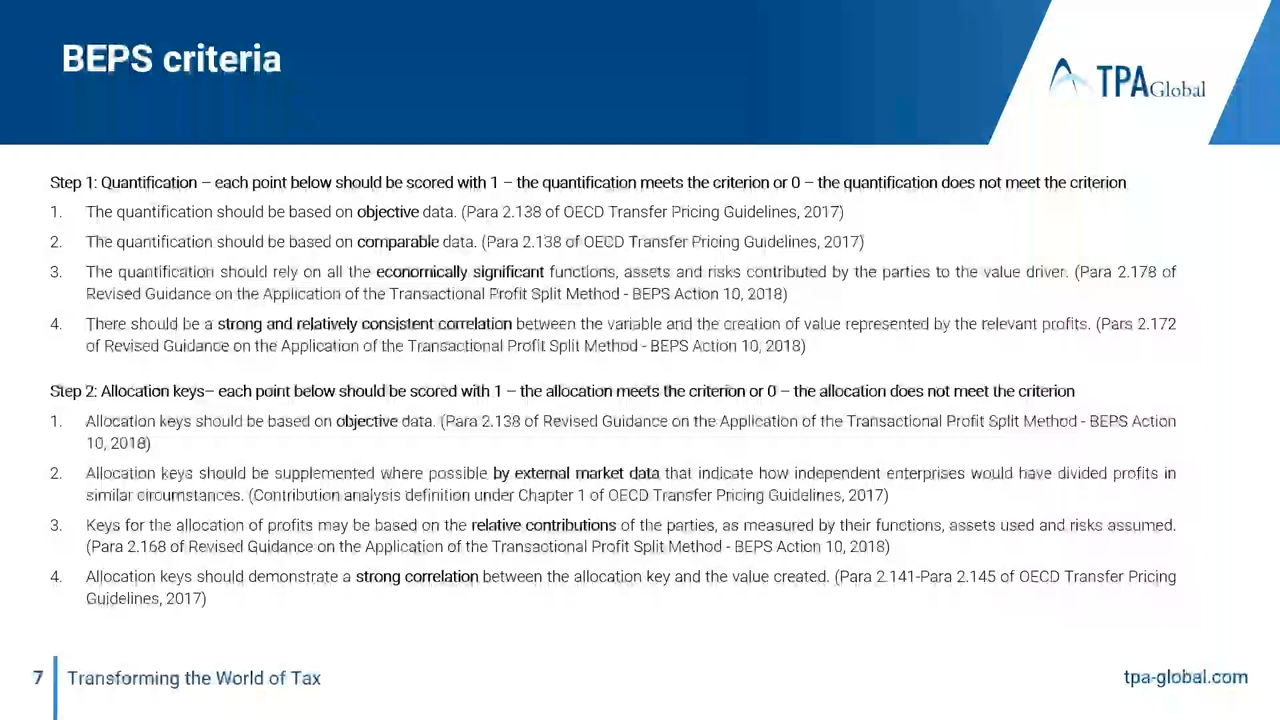 BEPS criteria
TPA Global
Step 1: Quantification – each point below should be scored with 1 – the quantification meets the criterion or 0 – the quantification does not meet the criterion
1. The quantification should be based on objective data. (Para 2.138 of OECD Transfer Pricing Guidelines, 2017)
2. The quantification should be based on comparable data. (Para 2.138 of OECD Transfer Pricing Guidelines, 2017)
3. The quantification should rely on all the economically significant functions, assets and risks contributed by the parties to the value driver. (Para 2.178 of
Revised Guidance on the Application of the Transactional Profit Split Method - BEPS Action 10, 2018)
4. There should be a strong and relatively consistent correlation between the variable and the creation of value represented by the relevant profits. (Para 2.172
of Revised Guidance on the Application of the Transactional Profit Split Method - BEPS Action 10, 2018)
Step 2: Allocation keys– each point below should be scored with 1 – the allocation meets the criterion or 0 – the allocation does not meet the criterion
1. Allocation keys should be based on objective data. (Para 2.138 of Revised Guidance on the Application of the Transactional Profit Split Method - BEPS Action
10, 2018)
2. Allocation keys should be supplemented where possible by external market data that indicate how independent enterprises would have divided profits in
similar circumstances. (Contribution analysis definition under Chapter 1 of OECD Transfer Pricing Guidelines, 2017)
3. Keys for the allocation of profits may be based on the relative contributions of the parties, as measured by their functions, assets used and risks assumed.
(Para 2.168 of Revised Guidance on the Application of the Transactional Profit Split Method - BEPS Action 10, 2018)
4. Allocation keys should demonstrate a strong correlation between the allocation key and the value created. (Para 2.141-Para 2.145 of OECD Transfer Pricing
Guidelines, 2017)
7 Transforming the World of Tax
tpa-global.com